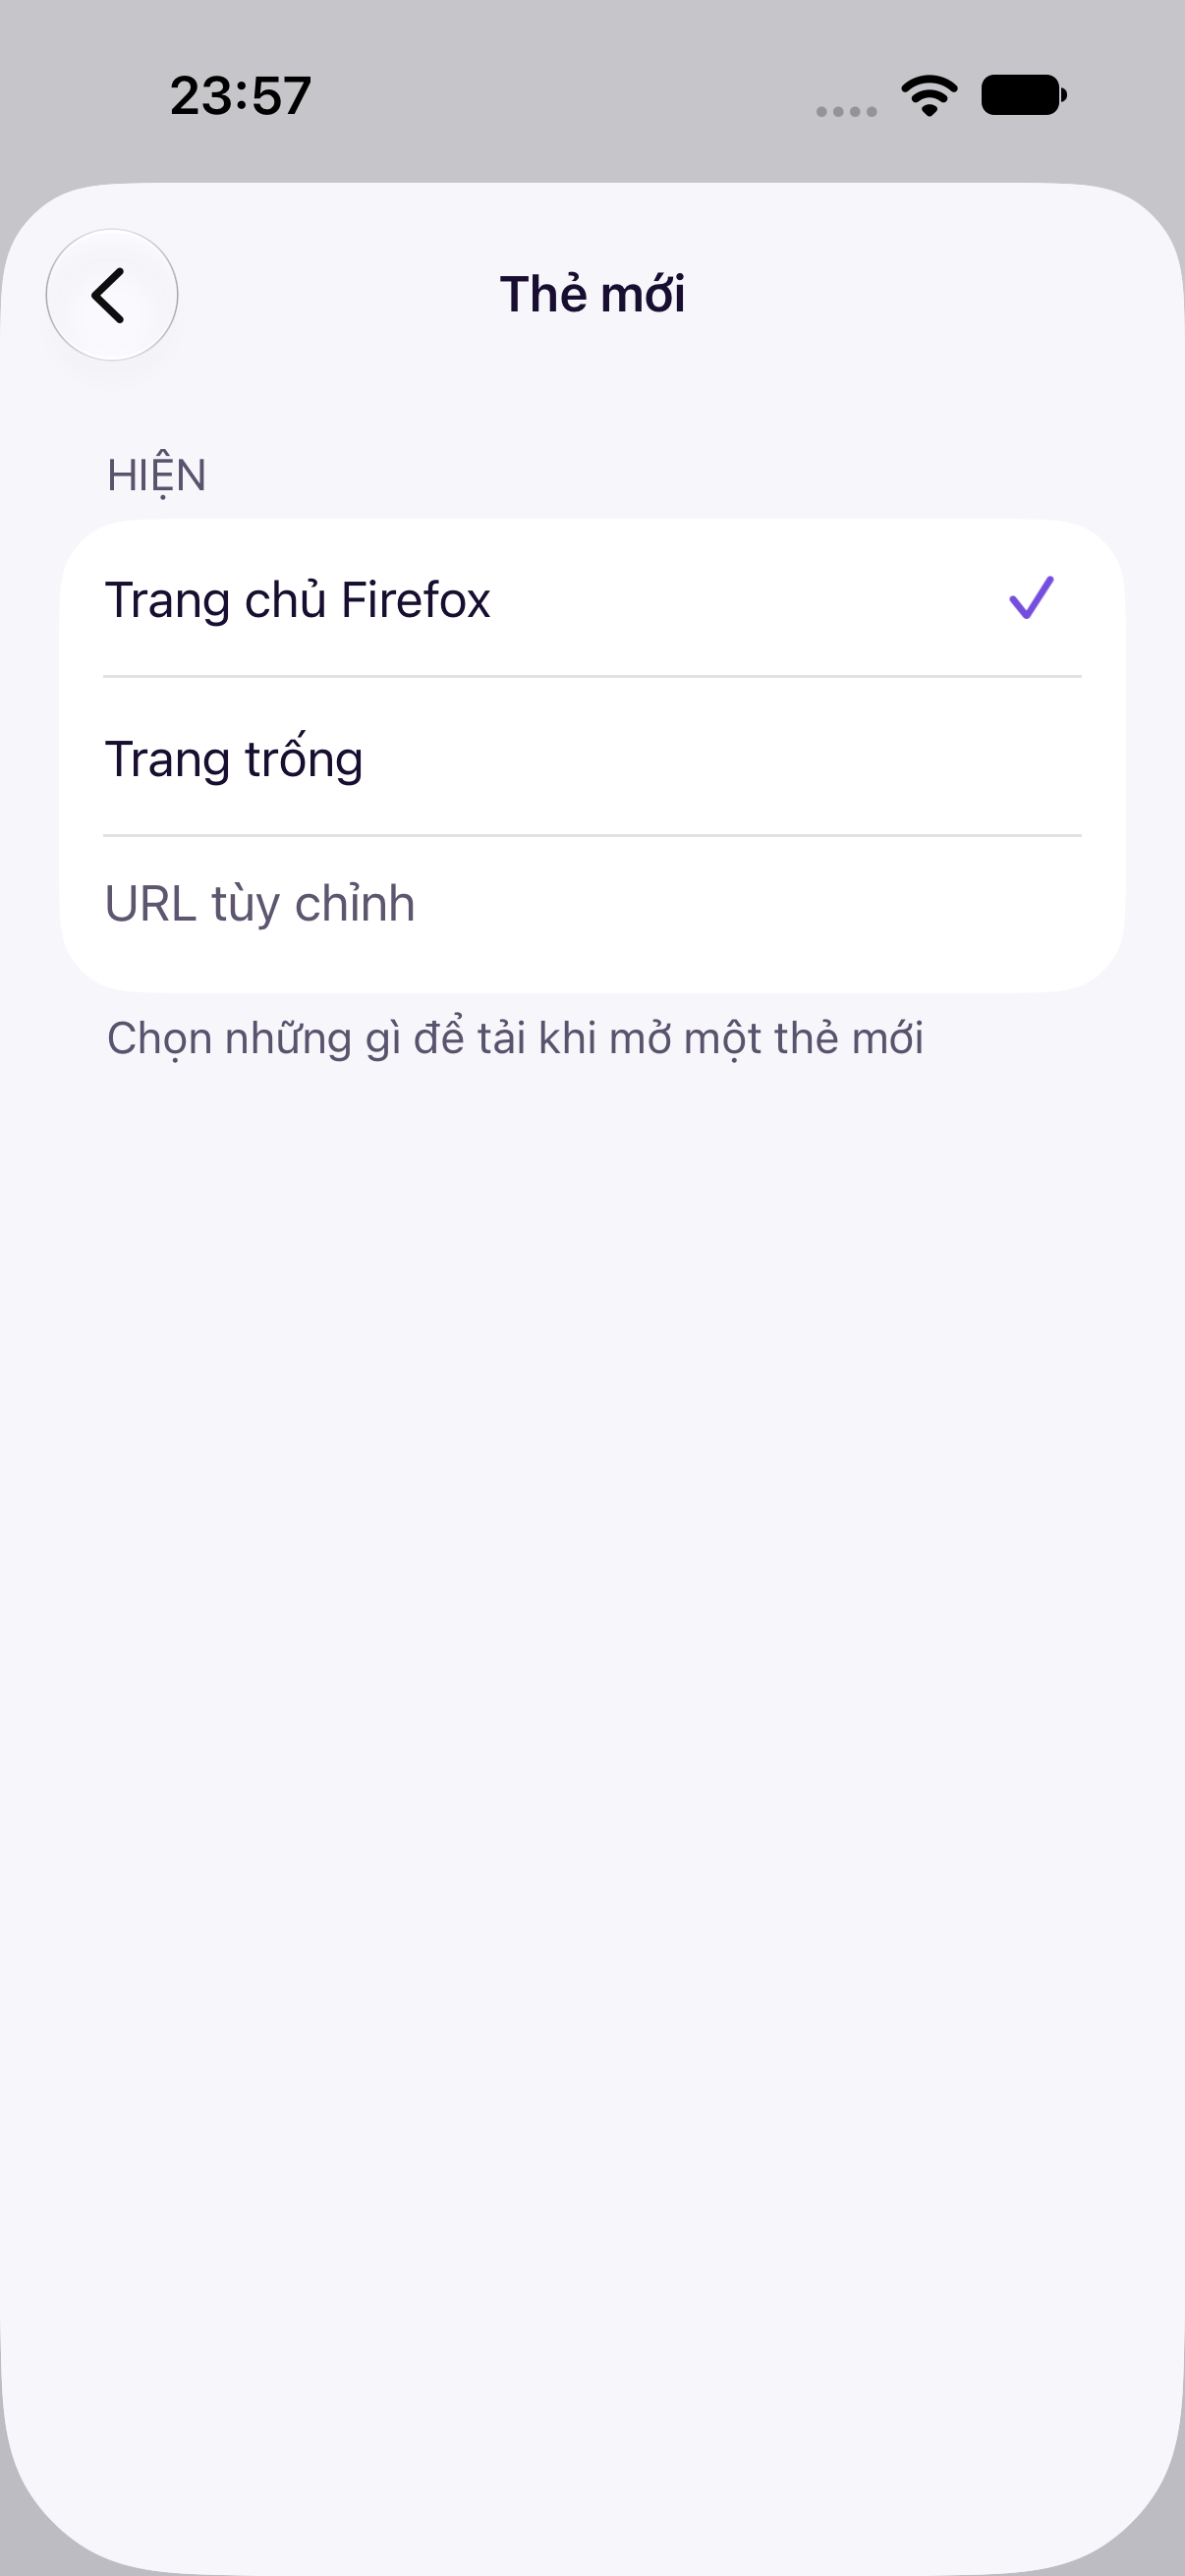 23:57
Thẻ mới
HIỆN
Trang chủ Firefox
Trang trống
URL tùy chỉnh
Chọn những gì để tải khi mở một thẻ mới